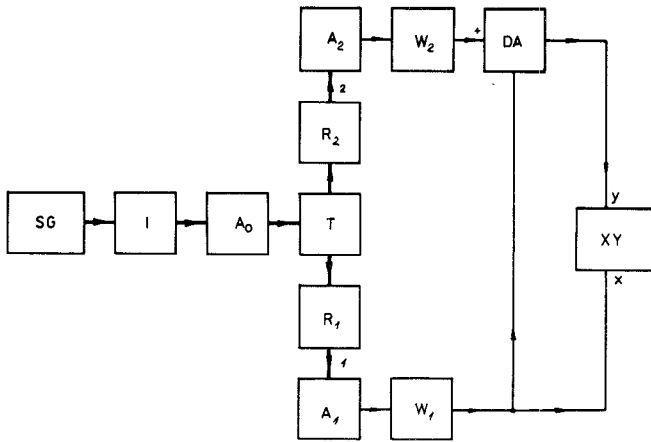 A₂ W₂ + DA
2
R₂
SG I A₀ T
y
XY
x
R₁
1
A₁ W₁